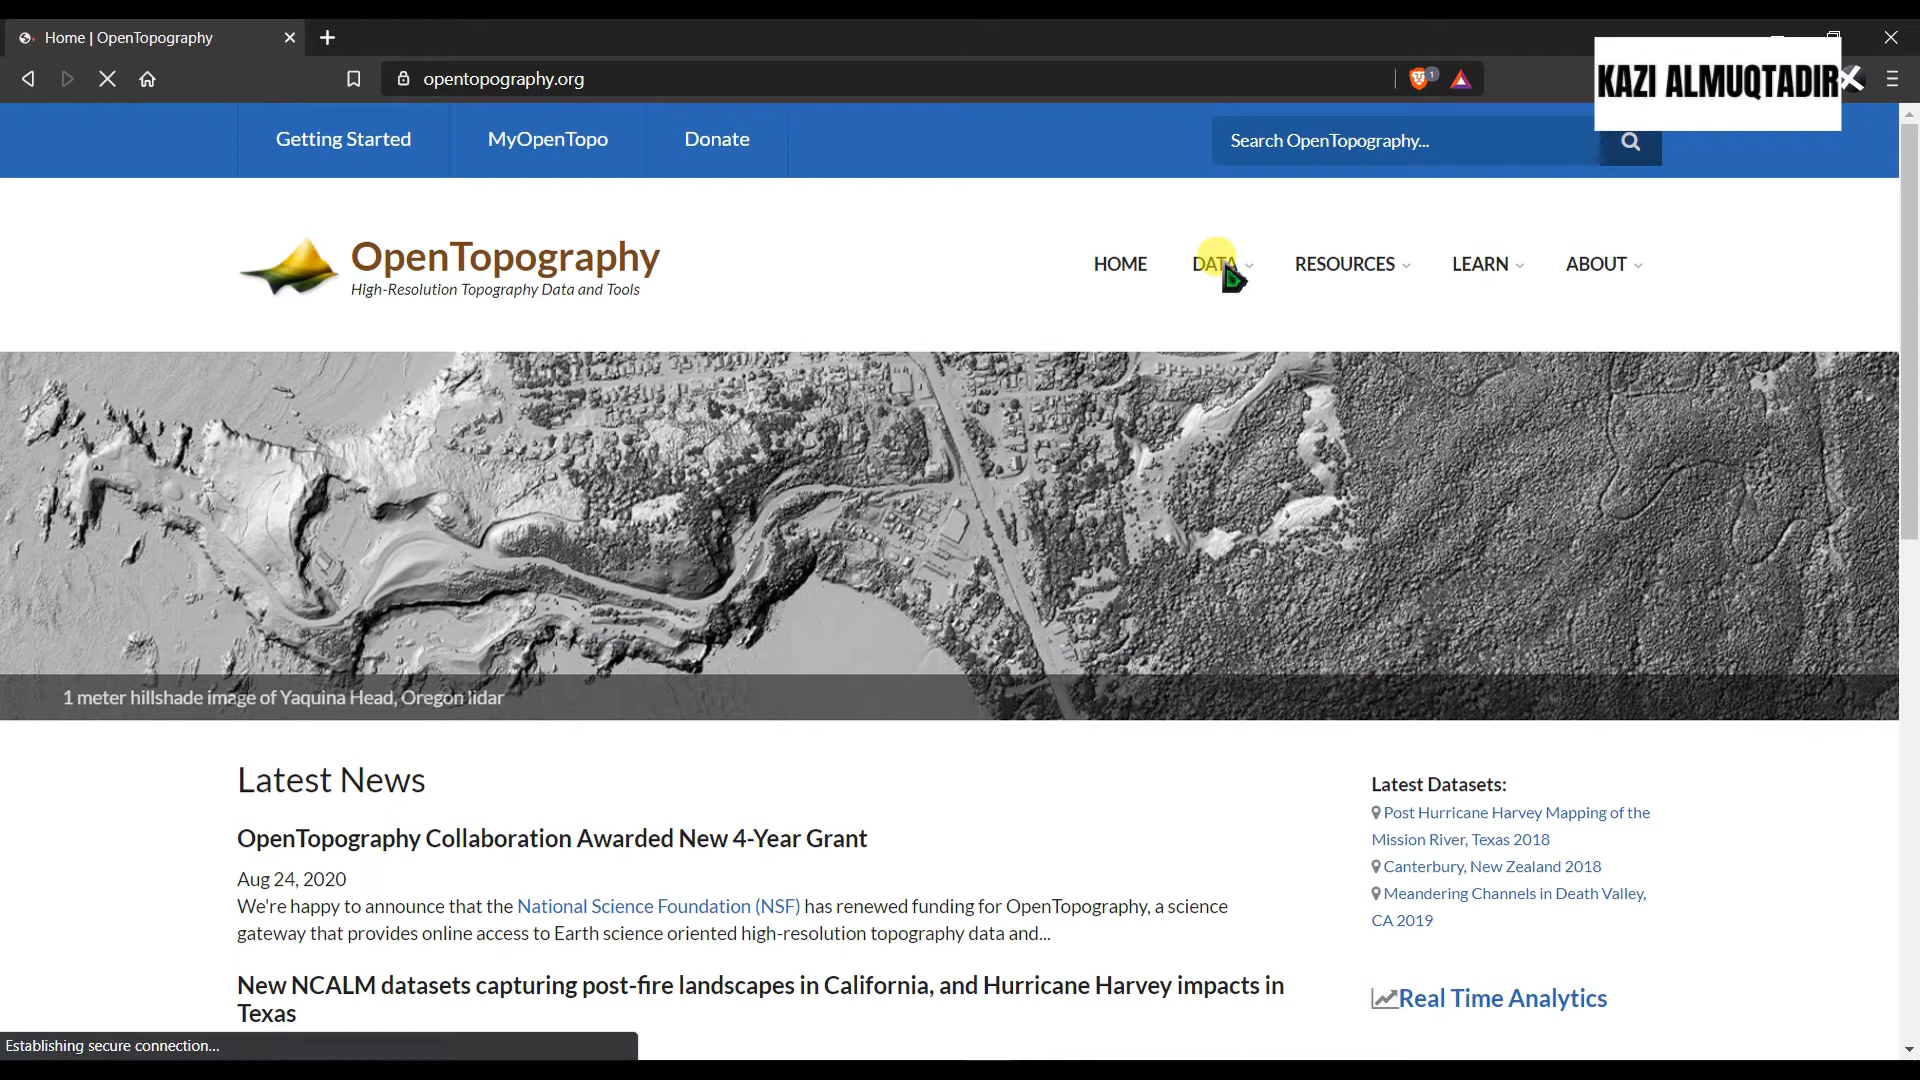 Home | OpenTopography
opentopography.org
1
KAZI ALMUQTADIR
Getting Started
MyOpenTopo
Donate
Search OpenTopography...
OpenTopography
High-Resolution Topography Data and Tools
HOME
DATA
RESOURCES
LEARN
ABOUT
1 meter hillshade image of Yaquina Head, Oregon lidar
Latest News
OpenTopography Collaboration Awarded New 4-Year Grant
Aug 24, 2020
We're happy to announce that the National Science Foundation (NSF) has renewed funding for OpenTopography, a science
gateway that provides online access to Earth science oriented high-resolution topography data and...
New NCALM datasets capturing post-fire landscapes in California, and Hurricane Harvey impacts in
Texas
Latest Datasets:
Post Hurricane Harvey Mapping of the
Mission River, Texas 2018
Canterbury, New Zealand 2018
Meandering Channels in Death Valley,
CA 2019
Real Time Analytics
Establishing secure connection...